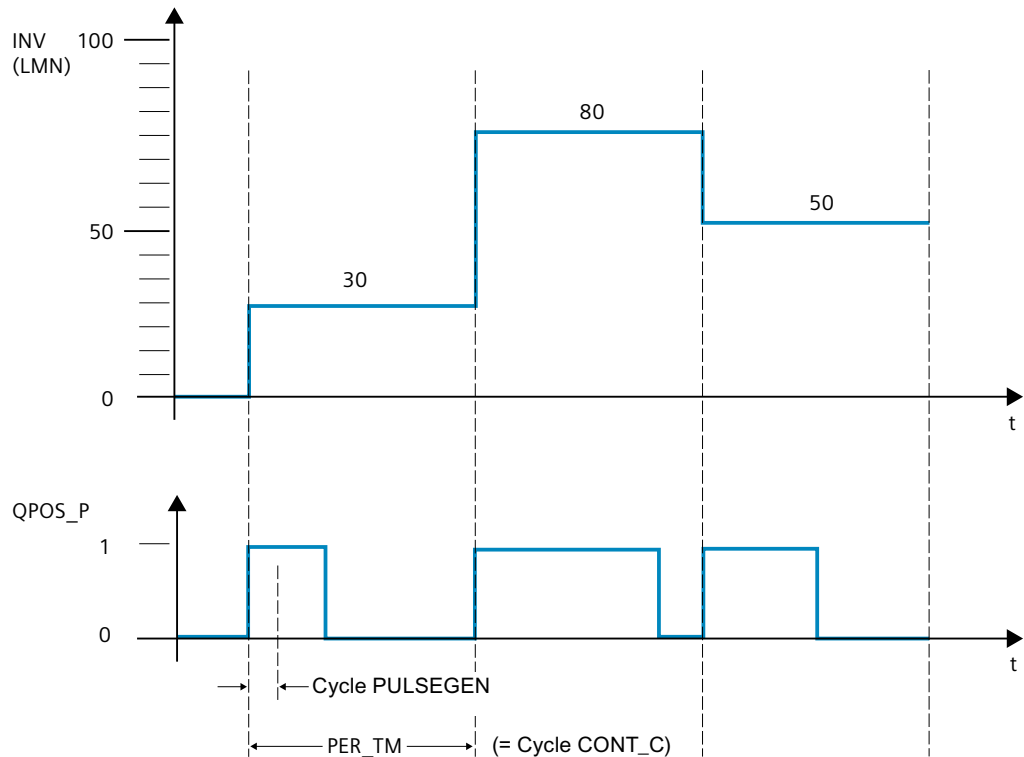 INV
(LMN)
100
80
50
50
30
0
t
QPOS_P
1
0
t
Cycle PULSEGEN
PER_TM
(= Cycle CONT_C)